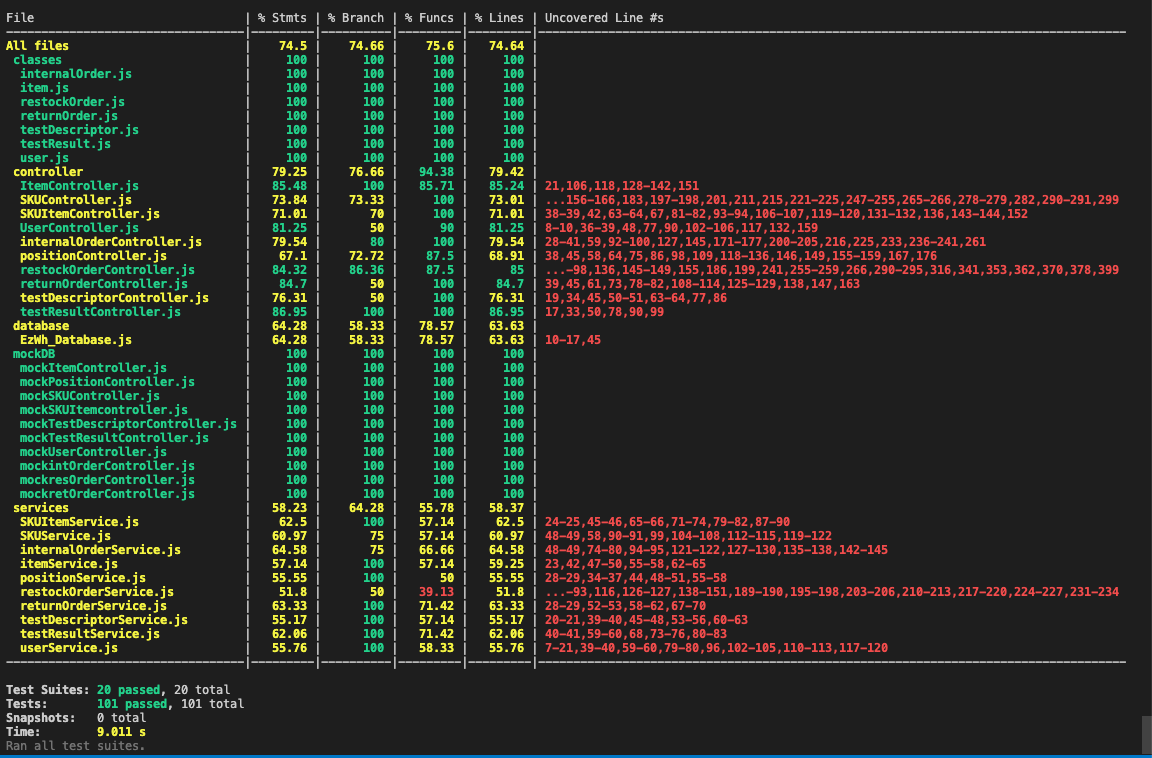 File | % Stmts | % Branch | % Funcs | % Lines | Uncovered Line #s
All files | 74.5 | 74.66 | 75.6 | 74.64 |
classes | 100 | 100 | 100 | 100 |
internalOrder.js | 100 | 100 | 100 | 100 |
item.js | 100 | 100 | 100 | 100 |
restockOrder.js | 100 | 100 | 100 | 100 |
returnOrder.js | 100 | 100 | 100 | 100 |
testDescriptor.js | 100 | 100 | 100 | 100 |
testResult.js | 100 | 100 | 100 | 100 |
user.js | 100 | 100 | 100 | 100 |
controller | 79.25 | 76.66 | 94.38 | 79.42 |
ItemController.js | 85.48 | 100 | 85.71 | 85.24 | 21,106,118,128-142,151
SKUController.js | 73.84 | 73.33 | 100 | 73.01 | ...156-166,183,197-198,201,211,215,221-225,247-255,265-266,278-279,282,290-291,299
SKUItemController.js | 71.01 | 70 | 100 | 71.01 | 38-39,42,63-64,67,81-82,93-94,106-107,119-120,131-132,136,143-144,152
UserController.js | 81.25 | 50 | 90 | 81.25 | 8-10,36-39,48,77,90,102-106,117,132,159
internalOrderController.js | 79.54 | 80 | 100 | 79.54 | 28-41,59,92-100,127,145,171-177,200-205,216,225,233,236-241,261
positionController.js | 67.1 | 72.72 | 87.5 | 68.91 | 38,45,58,64,75,86,98,109,118-136,146,149,155-159,167,176
restockOrderController.js | 84.32 | 86.36 | 87.5 | 85 | ...-98,136,145-149,155,186,199,241,255-259,266,290-295,316,341,353,362,370,378,399
returnOrderController.js | 84.7 | 50 | 100 | 84.7 | 39,45,61,73,78-82,108-114,125-129,138,147,163
testDescriptorController.js | 76.31 | 50 | 100 | 76.31 | 19,34,45,50-51,63-64,77,86
testResultController.js | 86.95 | 100 | 100 | 86.95 | 17,33,50,78,90,99
database | 64.28 | 58.33 | 78.57 | 63.63 |
EzWh_Database.js | 64.28 | 58.33 | 78.57 | 63.63 | 10-17,45
mockDB | 100 | 100 | 100 | 100 |
mockItemController.js | 100 | 100 | 100 | 100 |
mockPositionController.js | 100 | 100 | 100 | 100 |
mockSKUController.js | 100 | 100 | 100 | 100 |
mockSKUItemcontroller.js | 100 | 100 | 100 | 100 |
mockTestDescriptorController.js | 100 | 100 | 100 | 100 |
mockTestResultController.js | 100 | 100 | 100 | 100 |
mockUserController.js | 100 | 100 | 100 | 100 |
mockintOrderController.js | 100 | 100 | 100 | 100 |
mockresOrderController.js | 100 | 100 | 100 | 100 |
mockretOrderController.js | 100 | 100 | 100 | 100 |
services | 58.23 | 64.28 | 55.78 | 58.37 |
SKUItemService.js | 62.5 | 100 | 57.14 | 62.5 | 24-25,45-46,65-66,71-74,79-82,87-90
SKUService.js | 60.97 | 75 | 57.14 | 60.97 | 48-49,58,90-91,99,104-108,112-115,119-122
internalOrderService.js | 64.58 | 75 | 66.66 | 64.58 | 48-49,74-80,94-95,121-122,127-130,135-138,142-145
itemService.js | 57.14 | 100 | 57.14 | 59.25 | 23,42,47-50,55-58,62-65
positionService.js | 55.55 | 100 | 50 | 55.55 | 28-29,34-37,44,48-51,55-58
restockOrderService.js | 51.8 | 50 | 39.13 | 51.8 | ...-93,116,126-127,138-151,189-190,195-198,203-206,210-213,217-220,224-227,231-234
returnOrderService.js | 63.33 | 100 | 71.42 | 63.33 | 28-29,52-53,58-62,67-70
testDescriptorService.js | 55.17 | 100 | 57.14 | 55.17 | 20-21,39-40,45-48,53-56,60-63
testResultService.js | 62.06 | 100 | 71.42 | 62.06 | 40-41,59-60,68,73-76,80-83
userService.js | 55.76 | 100 | 58.33 | 55.76 | 7-21,39-40,59-60,79-80,96,102-105,110-113,117-120
Test Suites: 20 passed, 20 total
Tests: 101 passed, 101 total
Snapshots: 0 total
Time: 9.011 s
Ran all test suites.